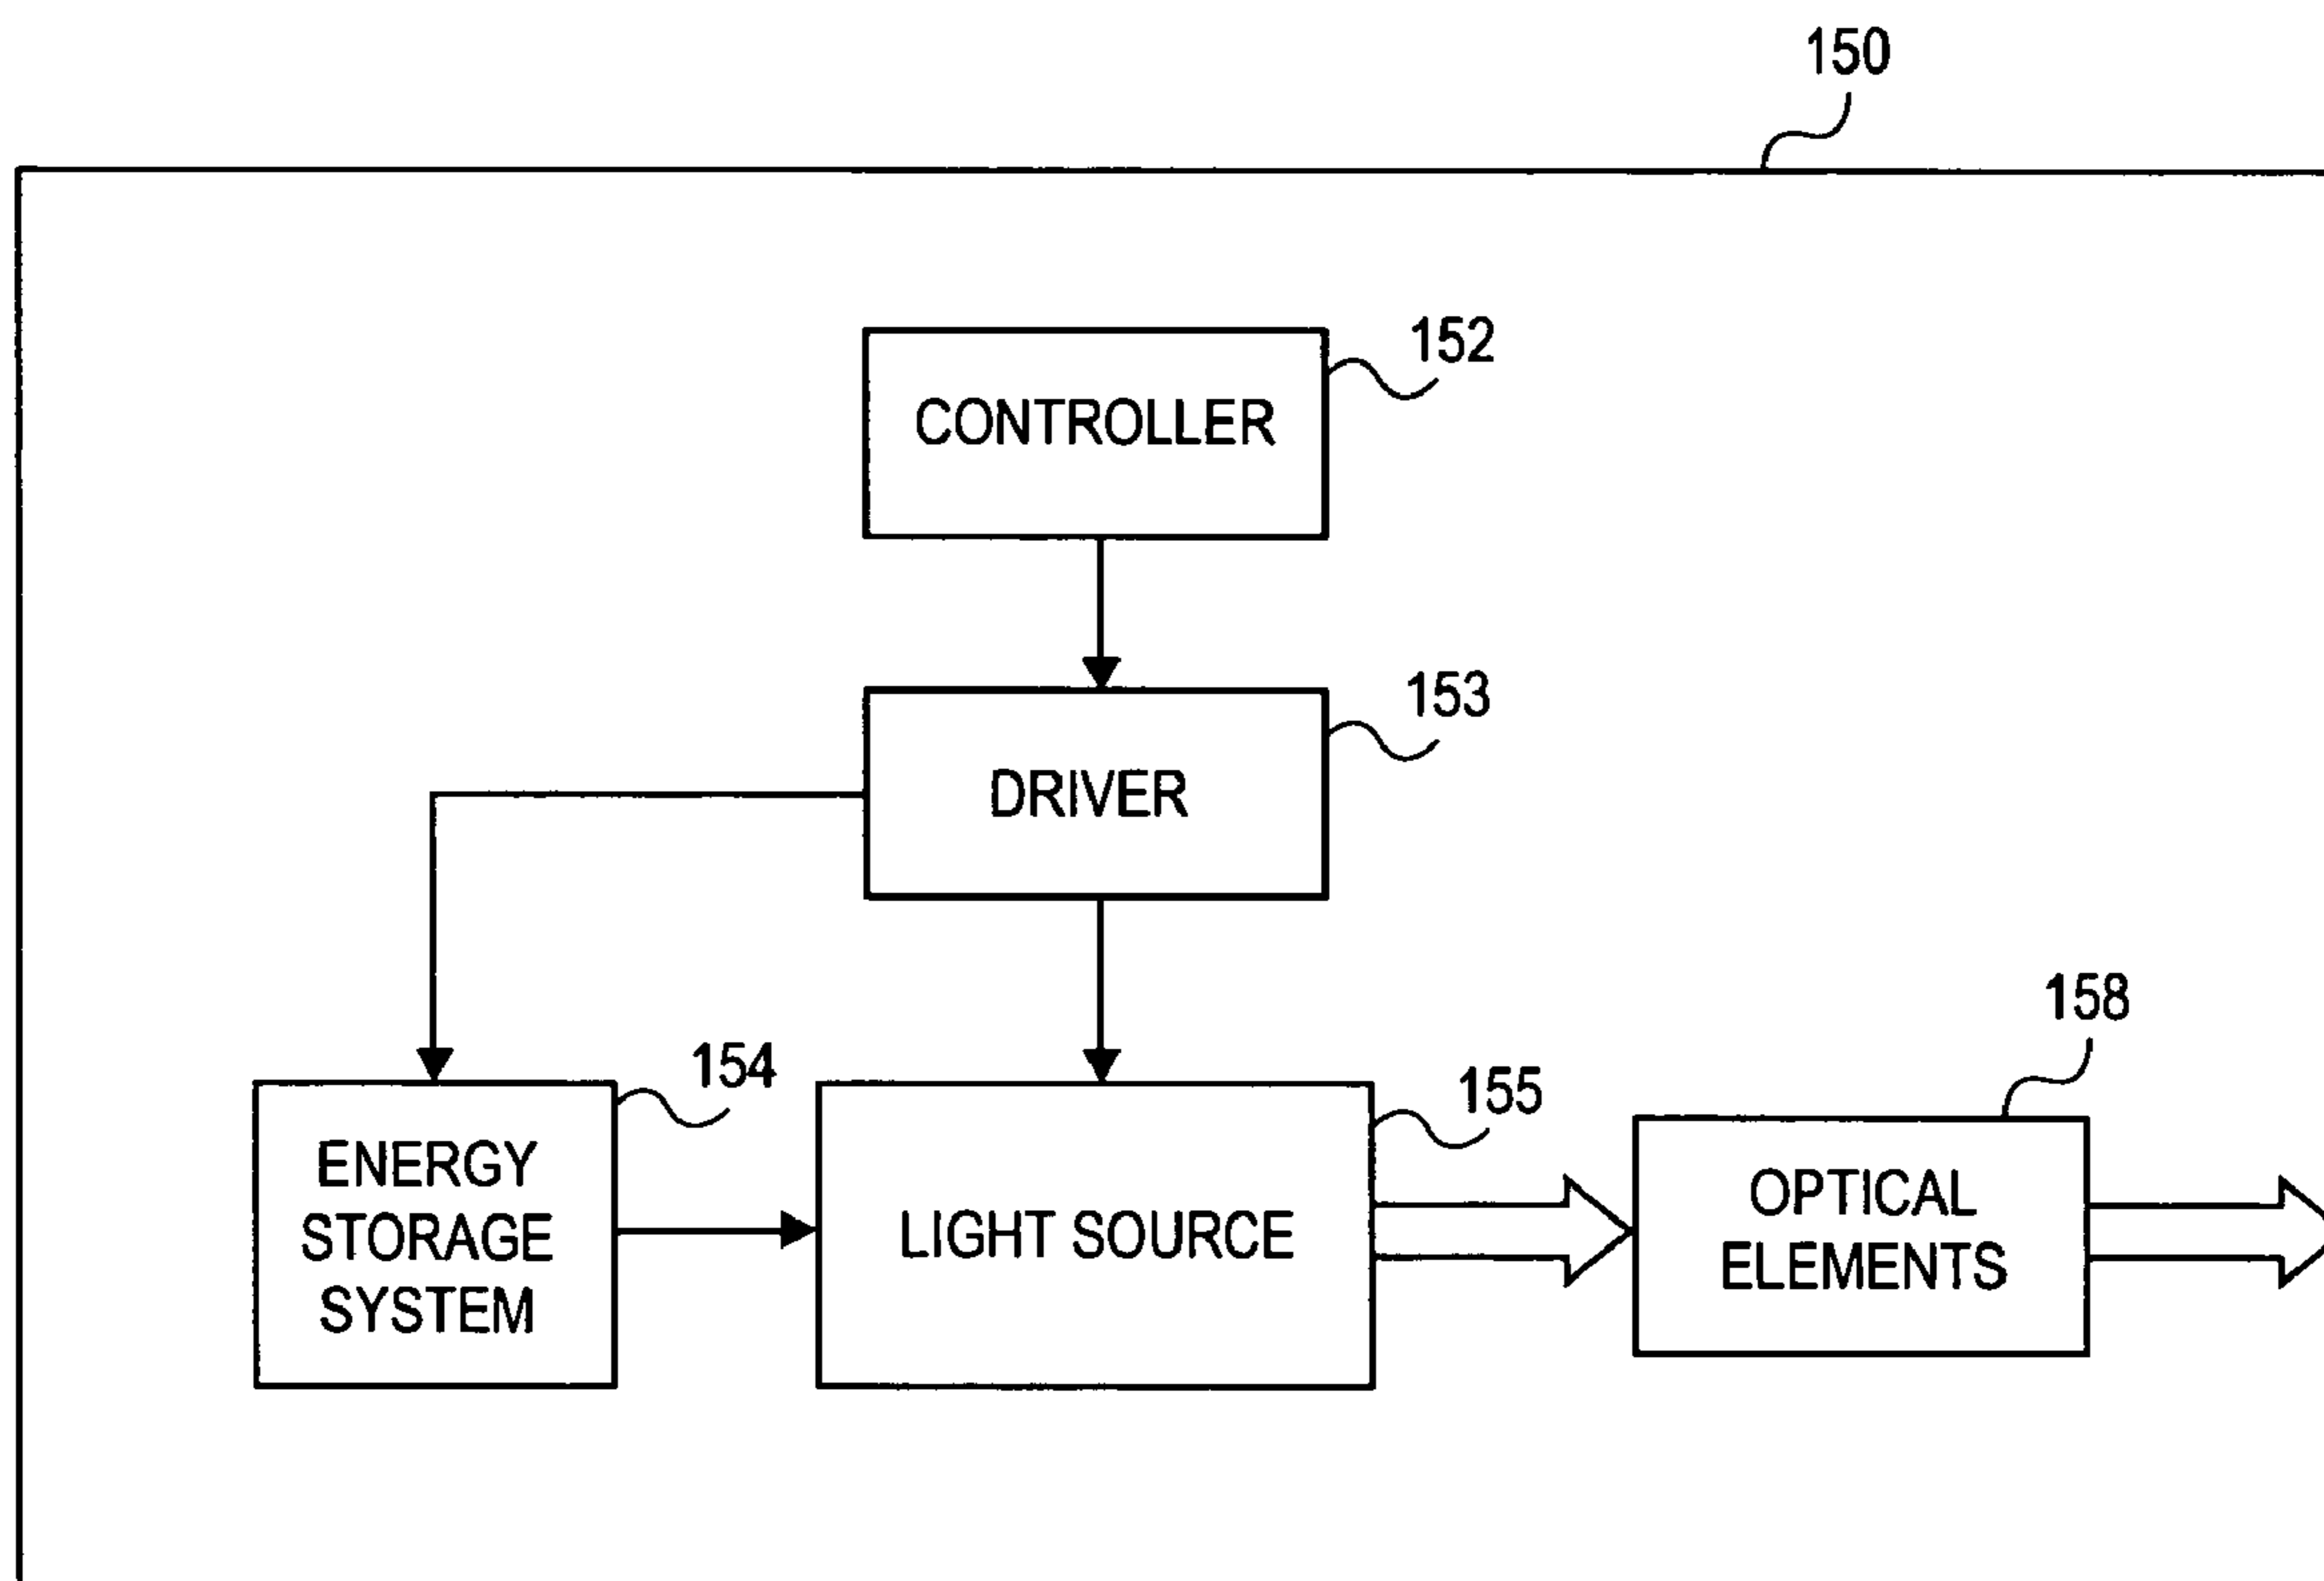 150
152
CONTROLLER
153
DRIVER
154
155
158
ENERGY
STORAGE
SYSTEM
LIGHT SOURCE
OPTICAL
ELEMENTS